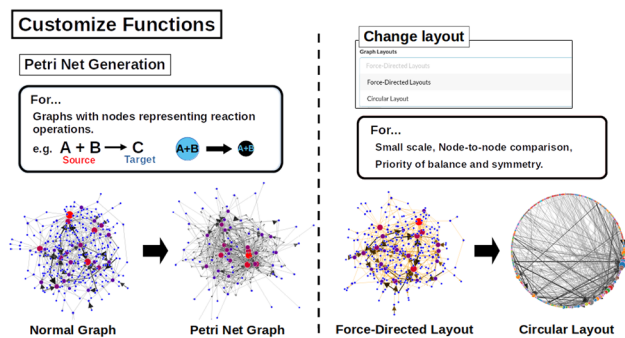 Customize Functions
Petri Net Generation
For...
Graphs with nodes representing reaction
operations.
e.g. A + B → C
Source Target
A+B
A+B
Normal Graph
Petri Net Graph
Change layout
Graph Layouts
Force-Directed Layouts
Force-Directed Layouts
Circular Layout
For...
Small scale, Node-to-node comparison,
Priority of balance and symmetry.
Force-Directed Layout
Circular Layout